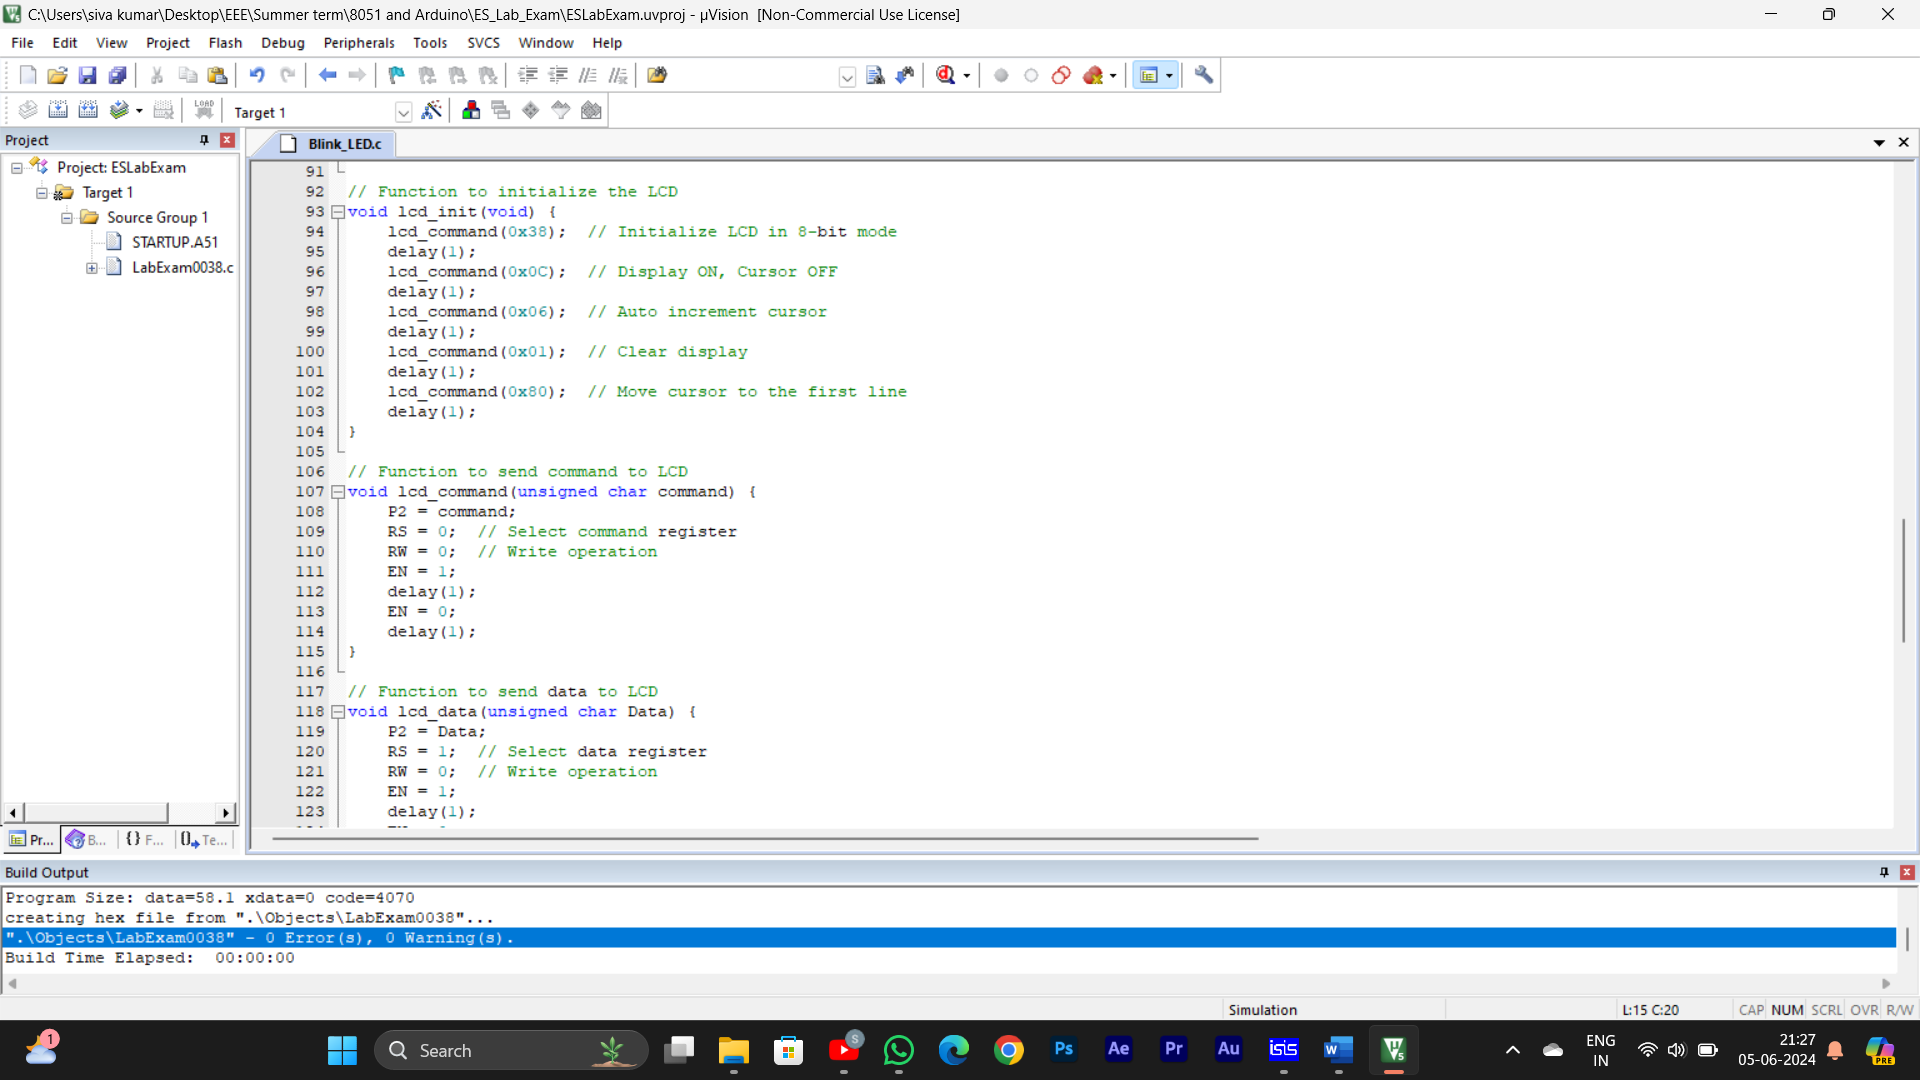 C:\Users\siva kumar\Desktop\EEE\Summer term\8051 and Arduino\ES_Lab_Exam\ESLabExam.uvproj - µVision  [Non-Commercial Use License]
File Edit View Project Flash Debug Peripherals Tools SVCS Window Help
LOAD Target 1
Project
Blink_LED.c
Project: ESLabExam
Target 1
Source Group 1
STARTUP.A51
LabExam0038.c
Pr... B... {} F... Te...
91
92 // Function to initialize the LCD
93 void lcd_init(void) {
94 lcd_command(0x38);  // Initialize LCD in 8-bit mode
95 delay(1);
96 lcd_command(0x0C);  // Display ON, Cursor OFF
97 delay(1);
98 lcd_command(0x06);  // Auto increment cursor
99 delay(1);
100 lcd_command(0x01);  // Clear display
101 delay(1);
102 lcd_command(0x80);  // Move cursor to the first line
103 delay(1);
104 }
105
106 // Function to send command to LCD
107 void lcd_command(unsigned char command) {
108 P2 = command;
109 RS = 0;  // Select command register
110 RW = 0;  // Write operation
111 EN = 1;
112 delay(1);
113 EN = 0;
114 delay(1);
115 }
116
117 // Function to send data to LCD
118 void lcd_data(unsigned char Data) {
119 P2 = Data;
120 RS = 1;  // Select data register
121 RW = 0;  // Write operation
122 EN = 1;
123 delay(1);
Build Output
Program Size: data=58.1 xdata=0 code=4070
creating hex file from ".\Objects\LabExam0038"...
".\Objects\LabExam0038" - 0 Error(s), 0 Warning(s).
Build Time Elapsed:  00:00:00
Simulation L:15 C:20 CAP NUM SCRL OVR R/W
1 Search S Ps Ae Pr Au isis W ENG IN 21:27 05-06-2024 PRE